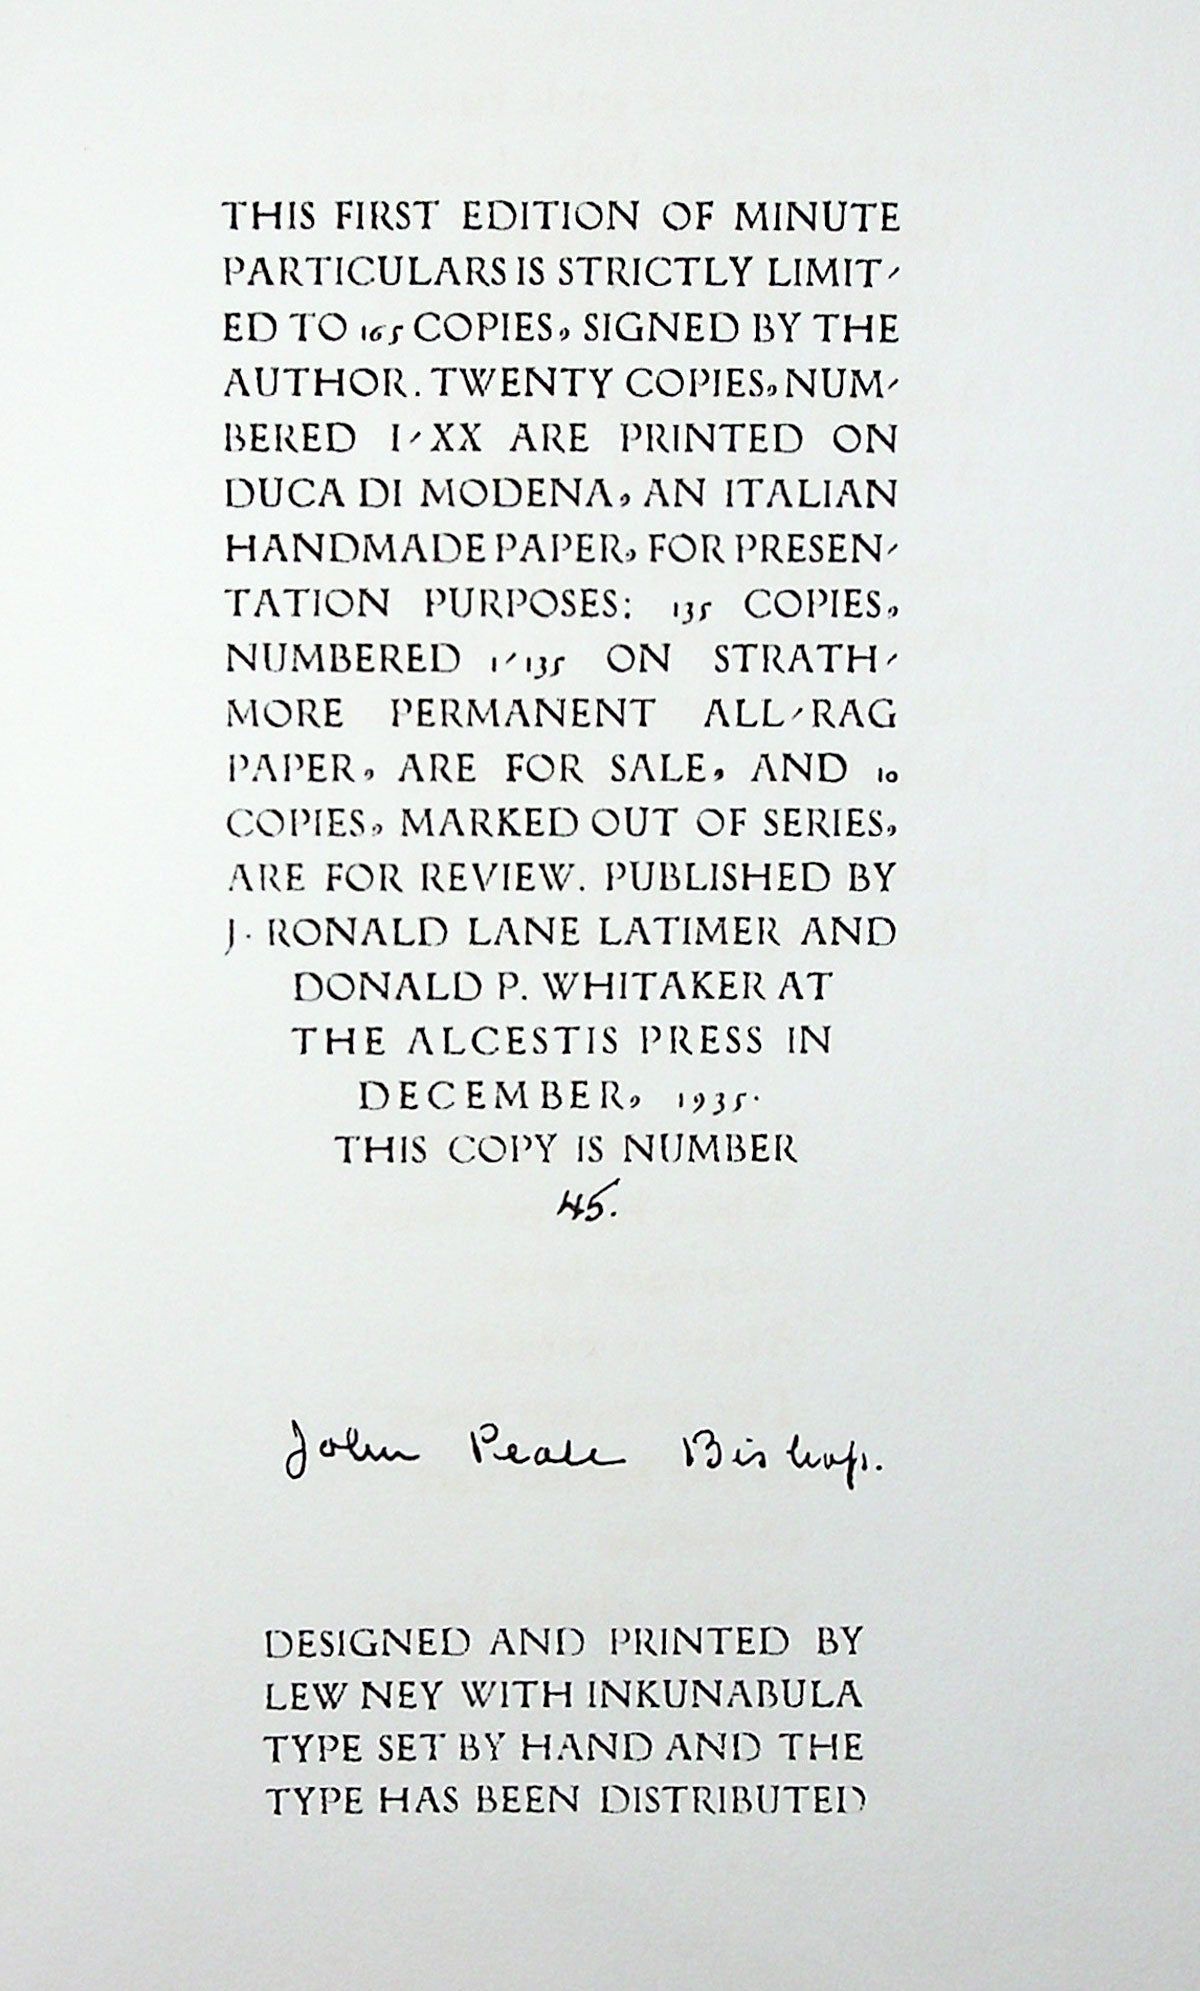 THIS FIRST EDITION OF MINUTE
PARTICULARS IS STRICTLY LIMIT-
ED TO 165 COPIES, SIGNED BY THE
AUTHOR. TWENTY COPIES, NUM-
BERED I-XX ARE PRINTED ON
DUCA DI MODENA, AN ITALIAN
HANDMADE PAPER, FOR PRESEN-
TATION PURPOSES: 135 COPIES,
NUMBERED 1-135 ON STRATH-
MORE PERMANENT ALL-RAG
PAPER, ARE FOR SALE, AND 10
COPIES, MARKED OUT OF SERIES,
ARE FOR REVIEW. PUBLISHED BY
J. RONALD LANE LATIMER AND
DONALD P. WHITAKER AT
THE ALCESTIS PRESS IN
DECEMBER, 1935.
THIS COPY IS NUMBER
45.
John Peale Bishop.
DESIGNED AND PRINTED BY
LEW NEY WITH INKUNABULA
TYPE SET BY HAND AND THE
TYPE HAS BEEN DISTRIBUTED